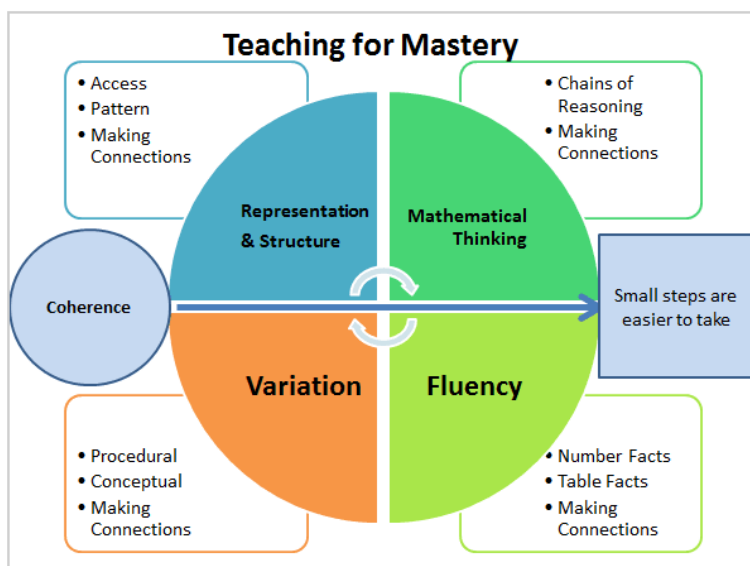 Teaching for Mastery
• Access
• Pattern
• Making
Connections
• Chains of
Reasoning
• Making
Connections
Representation
& Structure
Mathematical
Thinking
Coherence
Small steps are
easier to take
Variation
Fluency
• Procedural
• Conceptual
• Making
Connections
• Number Facts
• Table Facts
• Making
Connections